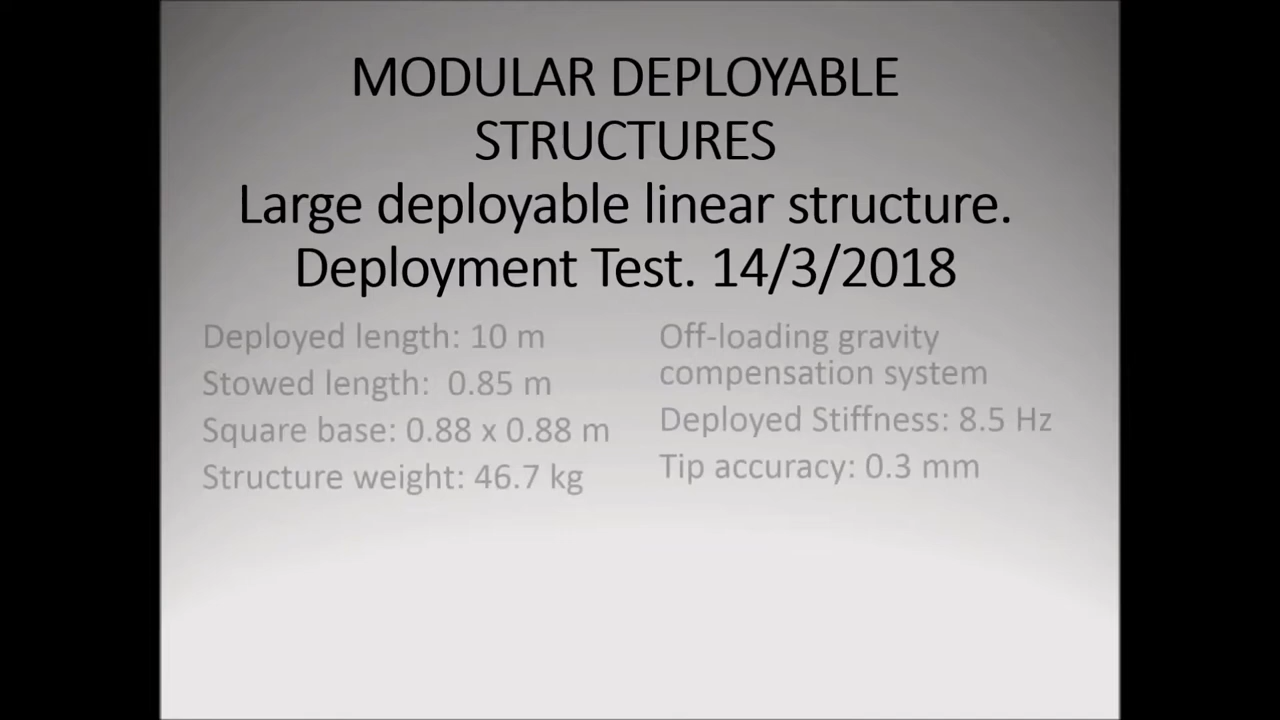 MODULAR DEPLOYABLE
STRUCTURES
Large deployable linear structure.
Deployment Test. 14/3/2018
Deployed length: 10 m
Stowed length: 0.85 m
Square base: 0.88 x 0.88 m
Structure weight: 46.7 kg
Off-loading gravity
compensation system
Deployed Stiffness: 8.5 Hz
Tip accuracy: 0.3 mm